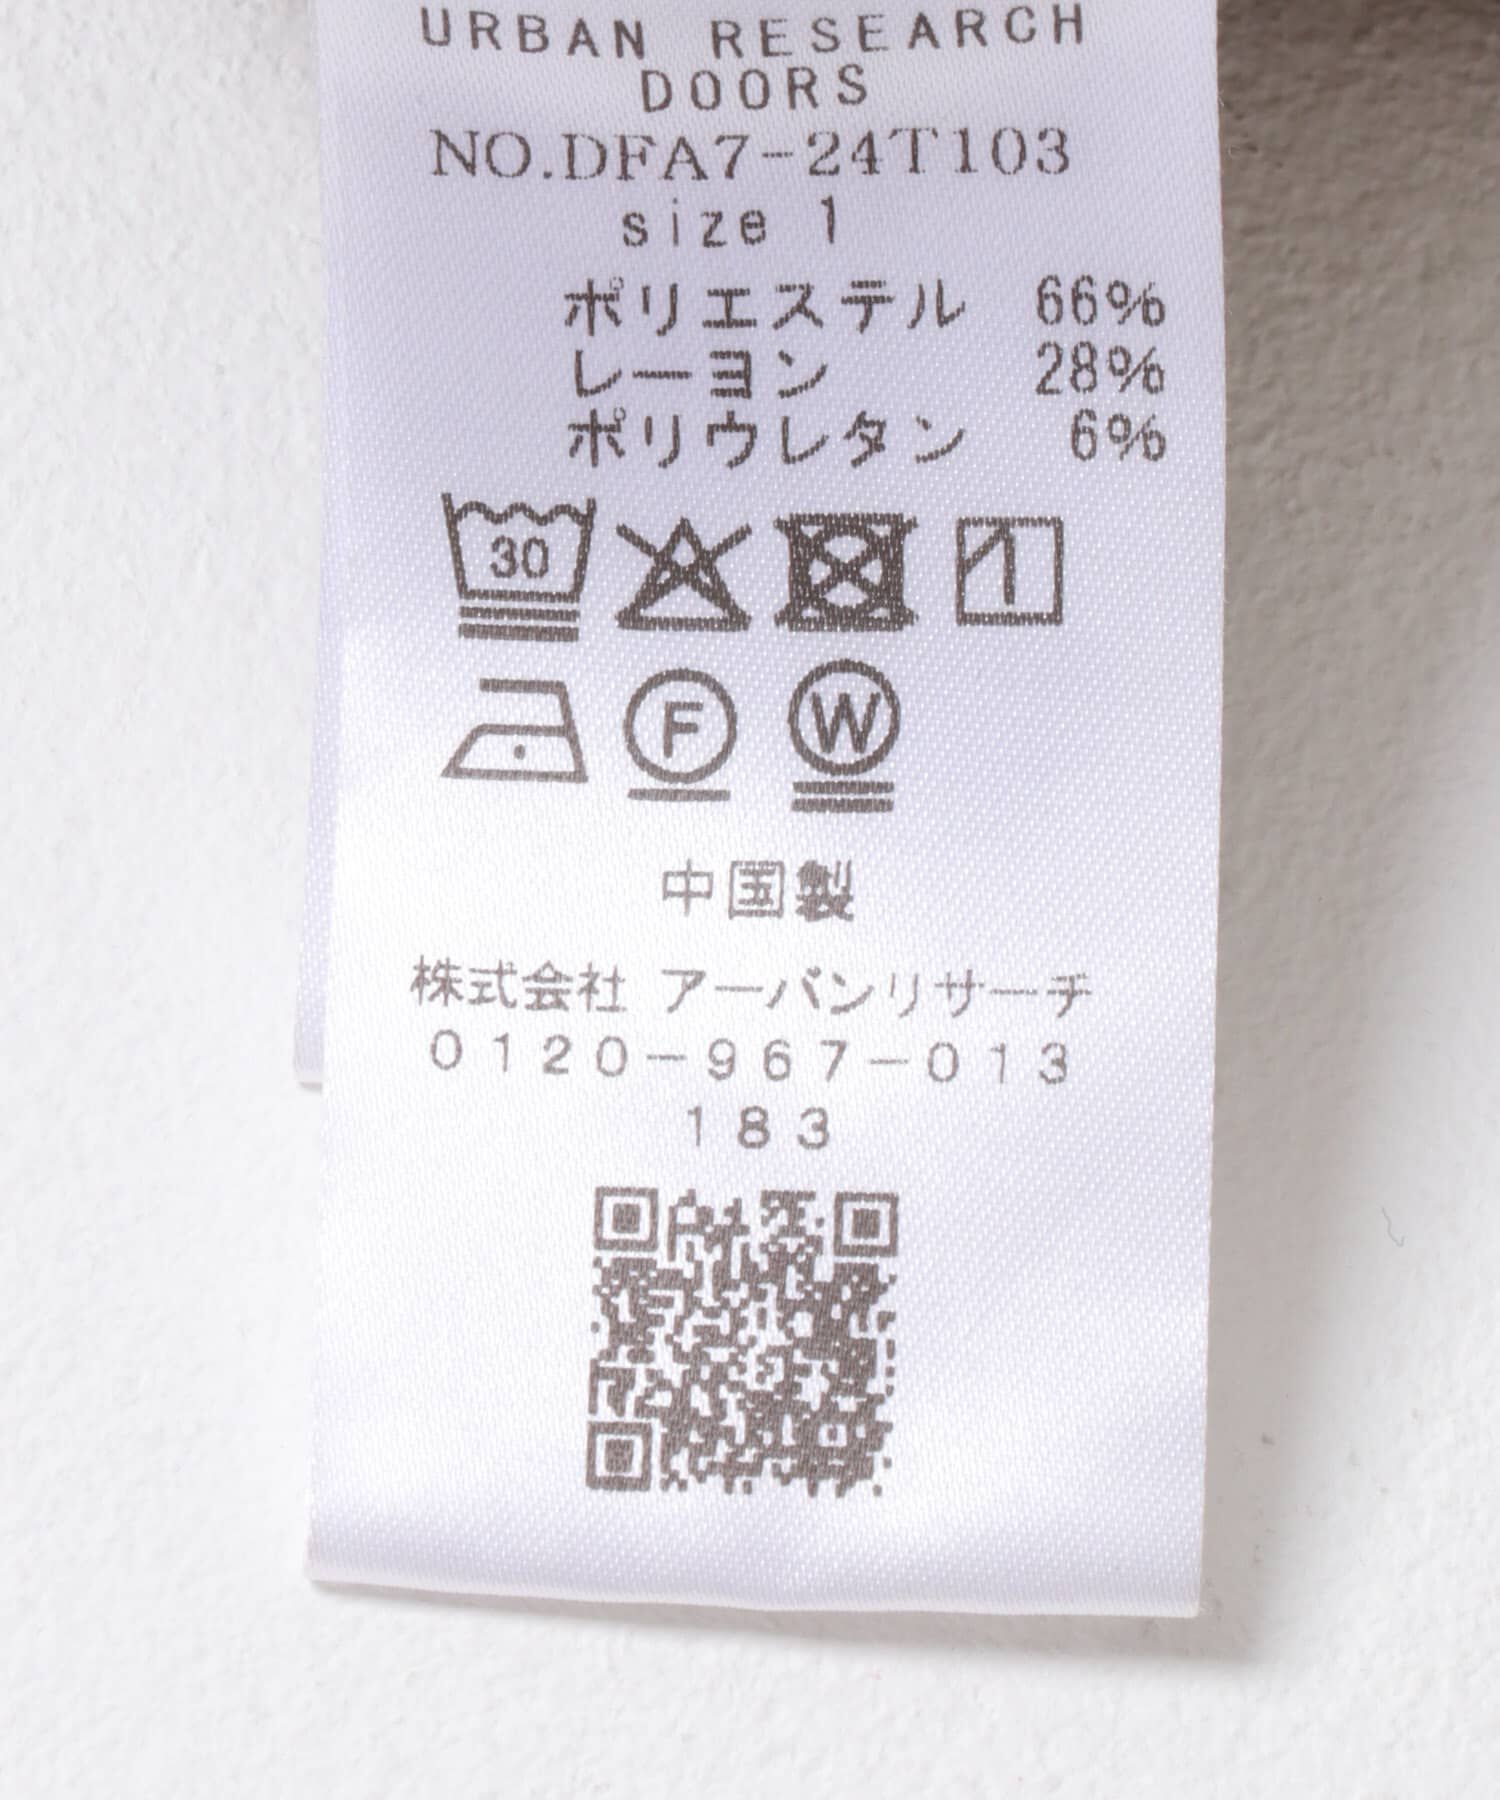 URBAN RESEARCH
DOORS
NO.DFA7-24T103
size 1
ポリエステル 66%
レーヨン 28%
ポリウレタン 6%
30
F W
中国製
株式会社 アーバンリサーチ
0120-967-013
183